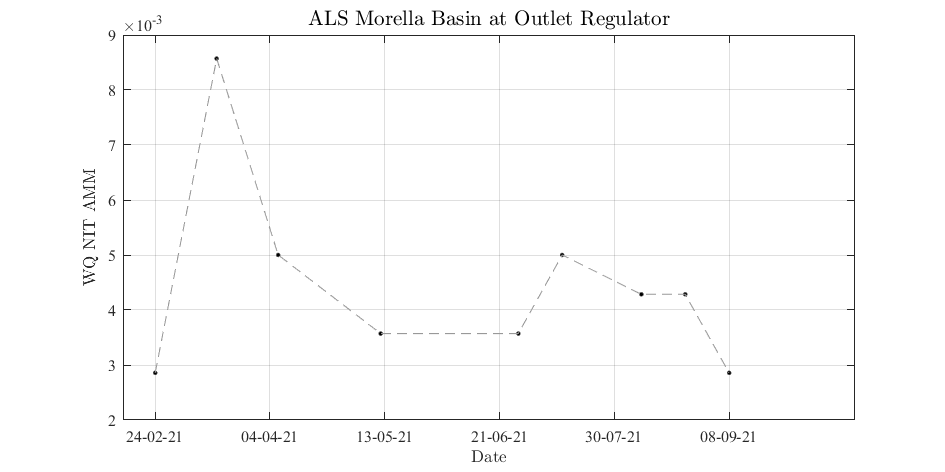 ALS Morella Basin at Outlet Regulator
×10-3
9
8
7
6
5
4
3
2
WQ NIT AMM
24-02-21 04-04-21 13-05-21 21-06-21 30-07-21 08-09-21
Date